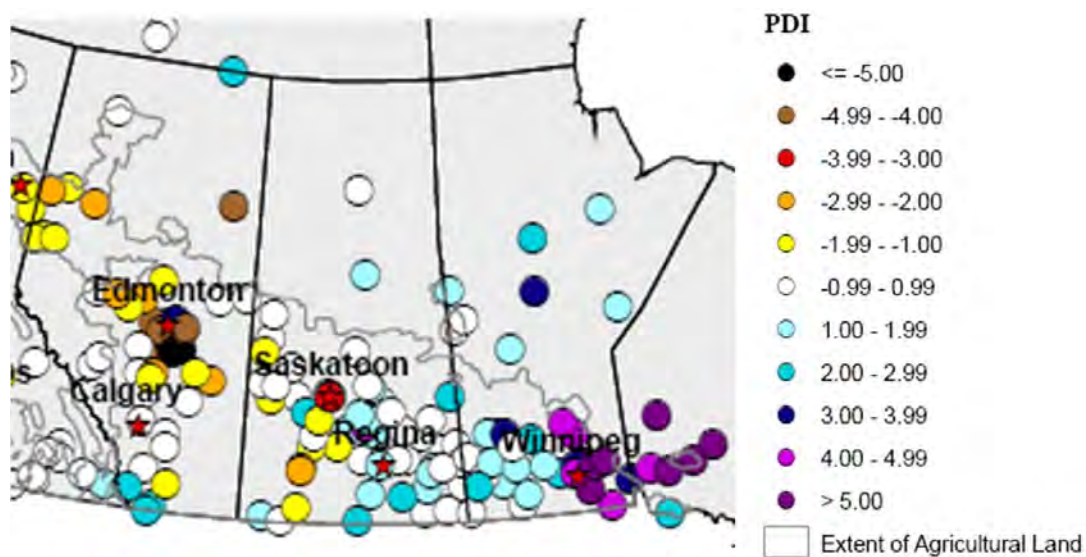 Edmonton
Saskatoon
Calgary
Regina
Winnipeg
PDI
<= -5.00
-4.99 - -4.00
-3.99 - -3.00
-2.99 - -2.00
-1.99 - -1.00
-0.99 - 0.99
1.00 - 1.99
2.00 - 2.99
3.00 - 3.99
4.00 - 4.99
> 5.00
Extent of Agricultural Land